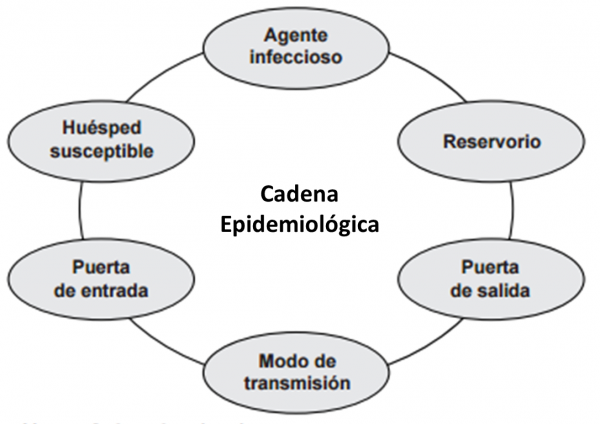 Agente
infeccioso
Huésped
susceptible
Reservorio
Cadena
Epidemiológica
Puerta
de entrada
Puerta
de salida
Modo de
transmisión